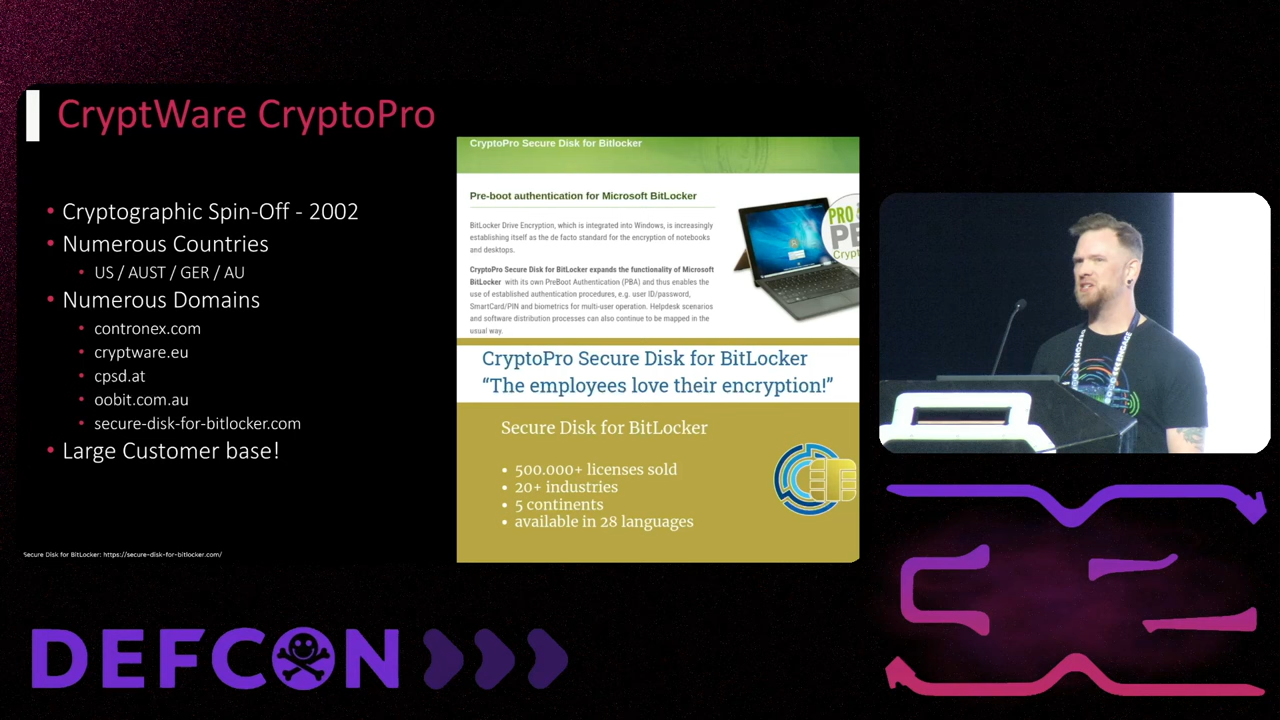 CryptWare CryptoPro
• Cryptographic Spin-Off - 2002
• Numerous Countries
• US / AUST / GER / AU
• Numerous Domains
• contronex.com
• cryptware.eu
• cpsd.at
• oobit.com.au
• secure-disk-for-bitlocker.com
• Large Customer base!
Secure Disk for BitLocker: https://secure-disk-for-bitlocker.com/
CryptoPro Secure Disk for Bitlocker
Pre-boot authentication for Microsoft BitLocker
BitLocker Drive Encryption, which is integrated into Windows, is increasingly
establishing itself as the de facto standard for the encryption of notebooks
and desktops.
CryptoPro Secure Disk for BitLocker expands the functionality of Microsoft
BitLocker with its own PreBoot Authentication (PBA) and thus enables the
use of established authentication procedures, e.g. user ID/password,
SmartCard/PIN and biometrics for multi-user operation. Helpdesk scenarios
and software distribution processes can also continue to be mapped in the
usual way.
PRO &
PE
Crypt
CryptoPro Secure Disk for BitLocker
“The employees love their encryption!”
Secure Disk for BitLocker
• 500.000+ licenses sold
• 20+ industries
• 5 continents
• available in 28 languages
DEFCON